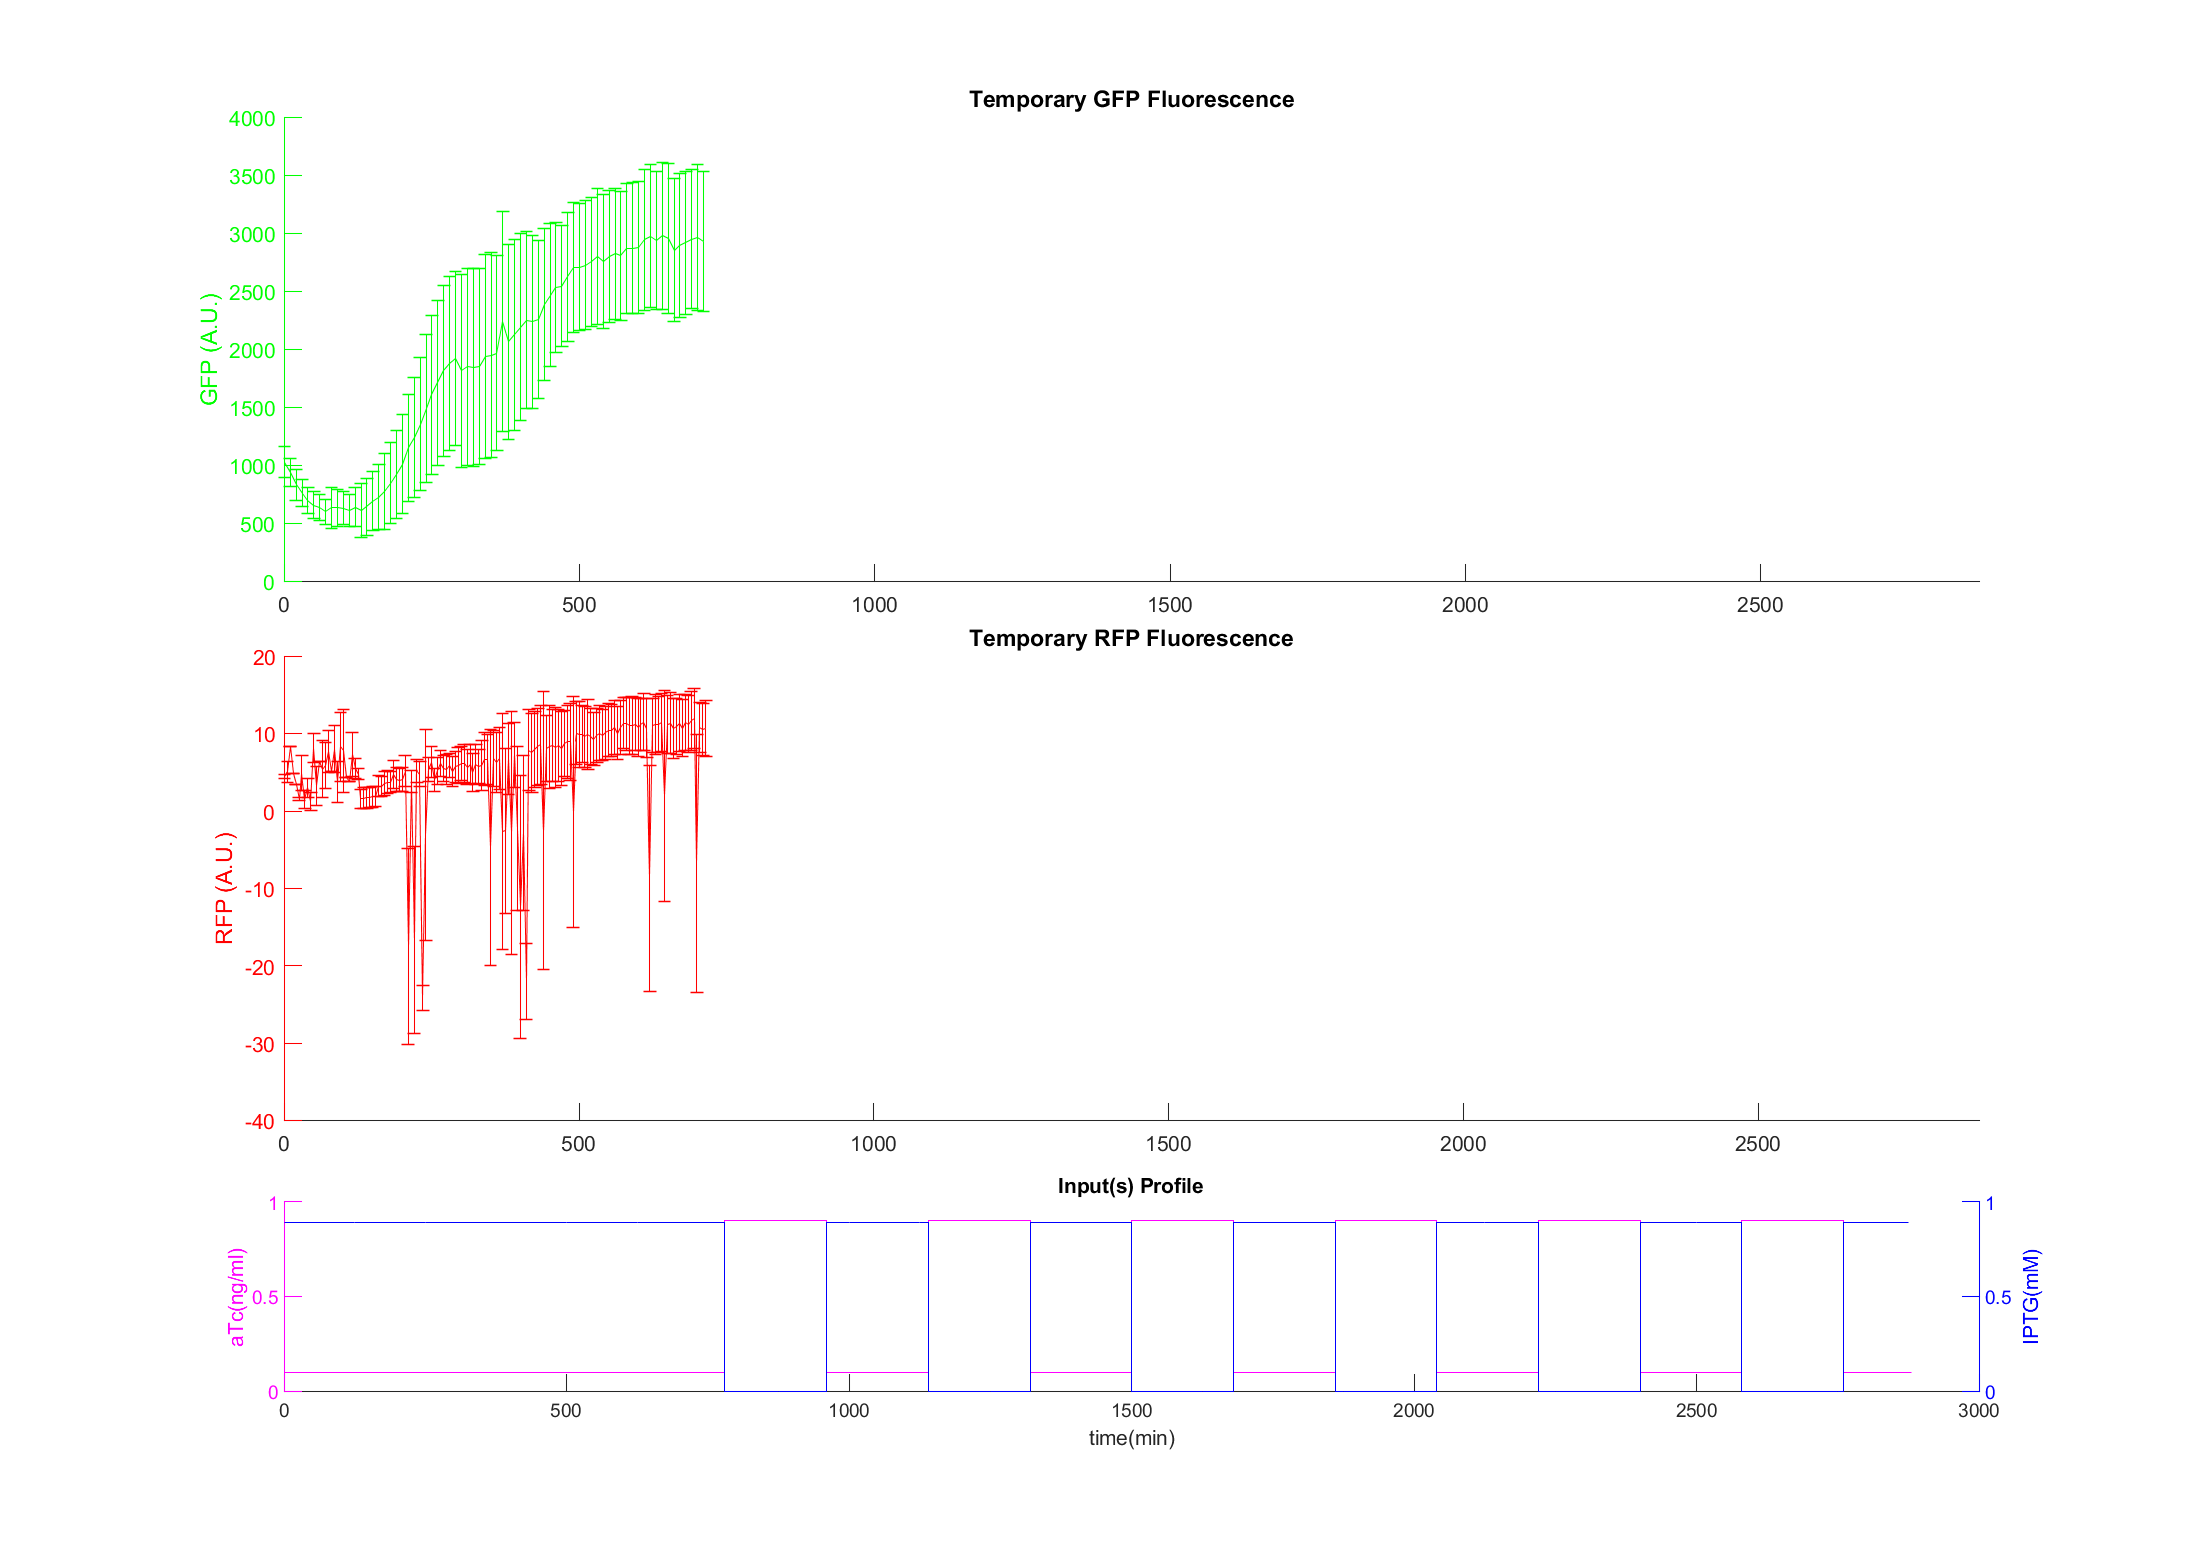 Temporary GFP Fluorescence
4000
3500
3000
2500
2000
1500
1000
500
0
GFP (A.U.)
0 500 1000 1500 2000 2500
Temporary RFP Fluorescence
20
10
0
-10
-20
-30
-40
RFP (A.U.)
0 500 1000 1500 2000 2500
Input(s) Profile
1
0.5
0
aTc(ng/ml)
1
0.5
0
IPTG(mM)
0 500 1000 1500 2000 2500 3000
time(min)